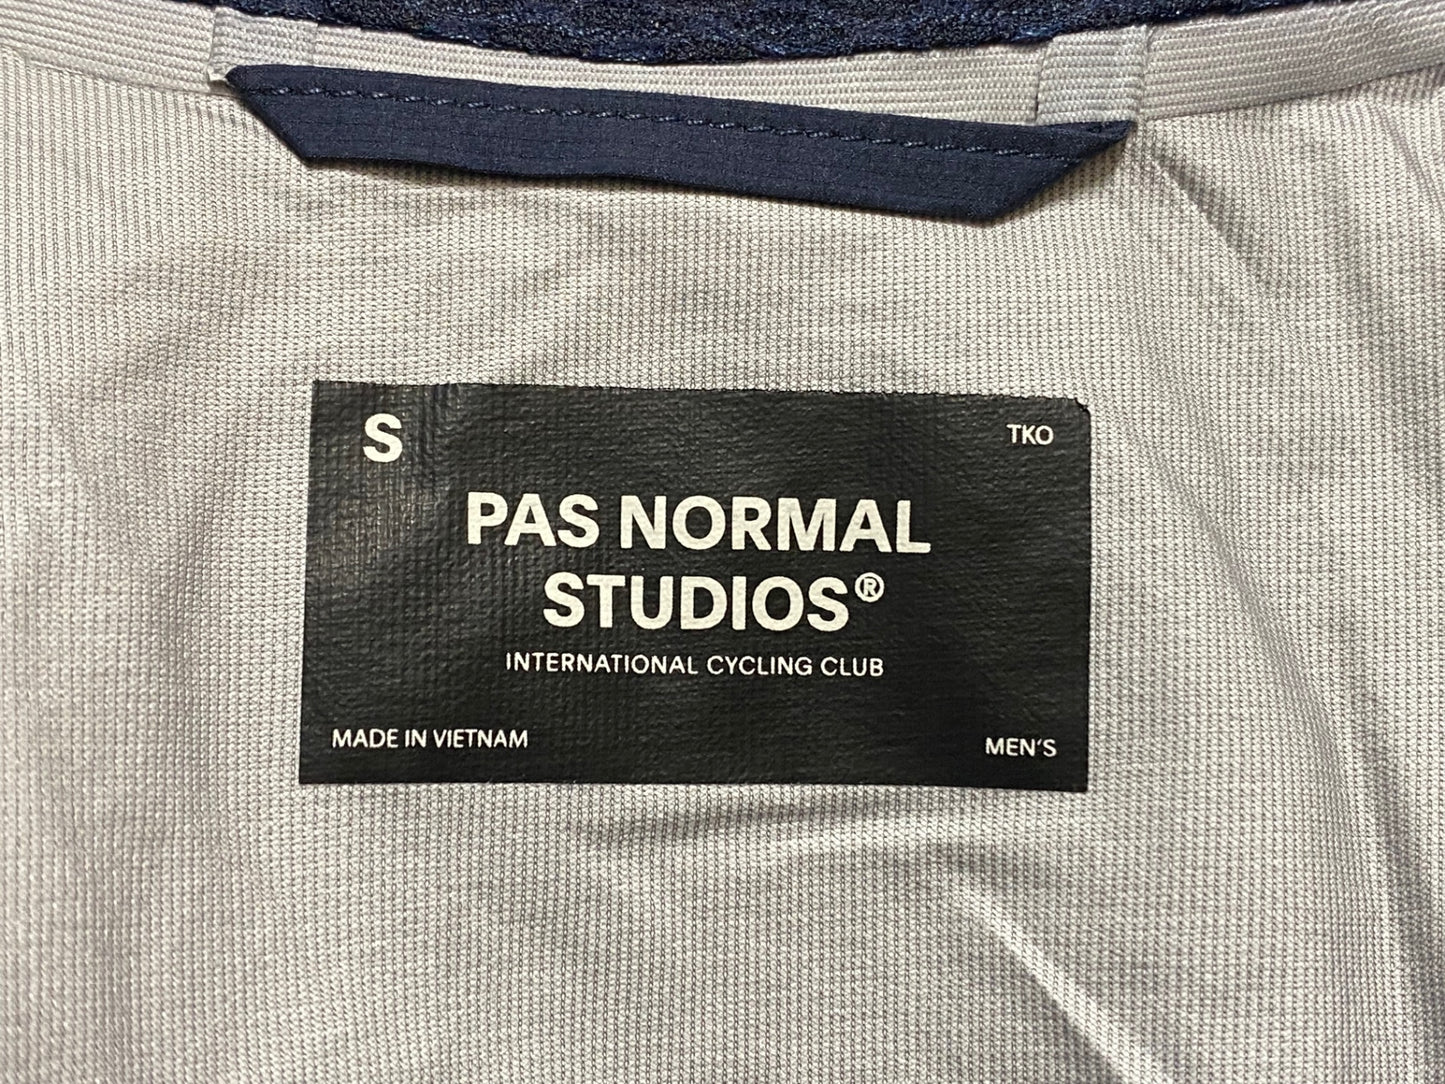 S
TKO
PAS NORMAL
STUDIOS®
INTERNATIONAL CYCLING CLUB
MADE IN VIETNAM
MEN'S